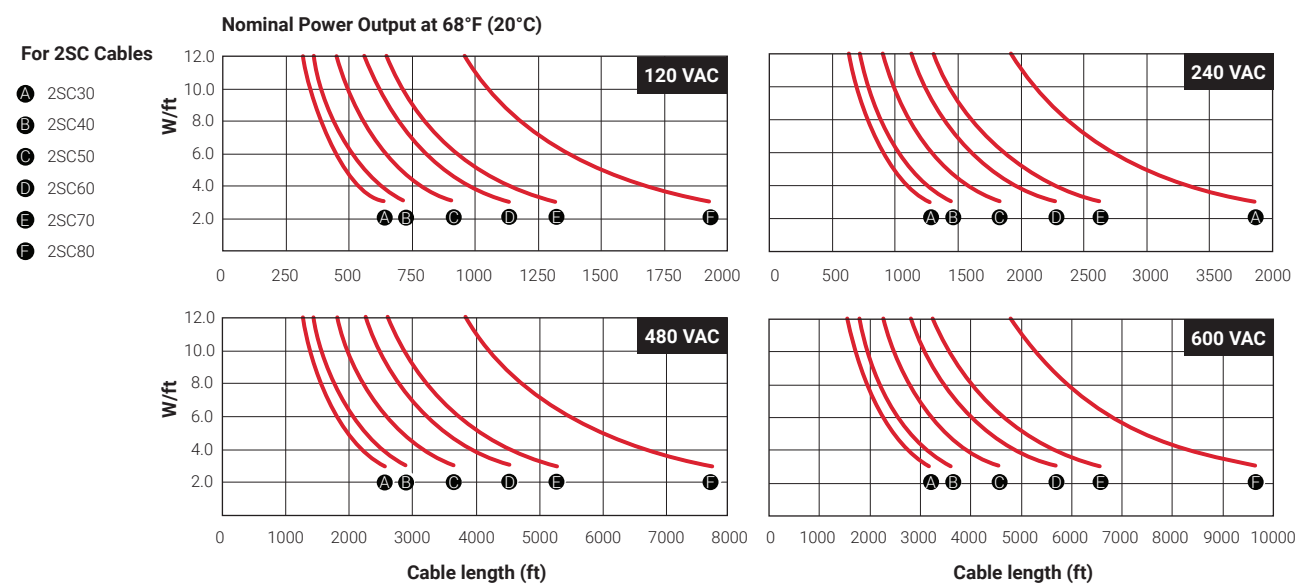 Nominal Power Output at 68°F (20°C)
For 2SC Cables
A 2SC30
B 2SC40
C 2SC50
D 2SC60
E 2SC70
F 2SC80
120 VAC
W/ft
12.0
10.0
8.0
6.0
4.0
2.0
A B C D E F
0 250 500 750 1000 1250 1500 1750 2000
240 VAC
A B C D E A
0 500 1000 1500 2000 2500 3000 3500 2000
480 VAC
W/ft
12.0
10.0
8.0
6.0
4.0
2.0
A B C D E F
0 1000 2000 3000 4000 5000 6000 7000 8000
Cable length (ft)
600 VAC
A B C D E F
0 1000 2000 3000 4000 5000 6000 7000 8000 9000 10000
Cable length (ft)